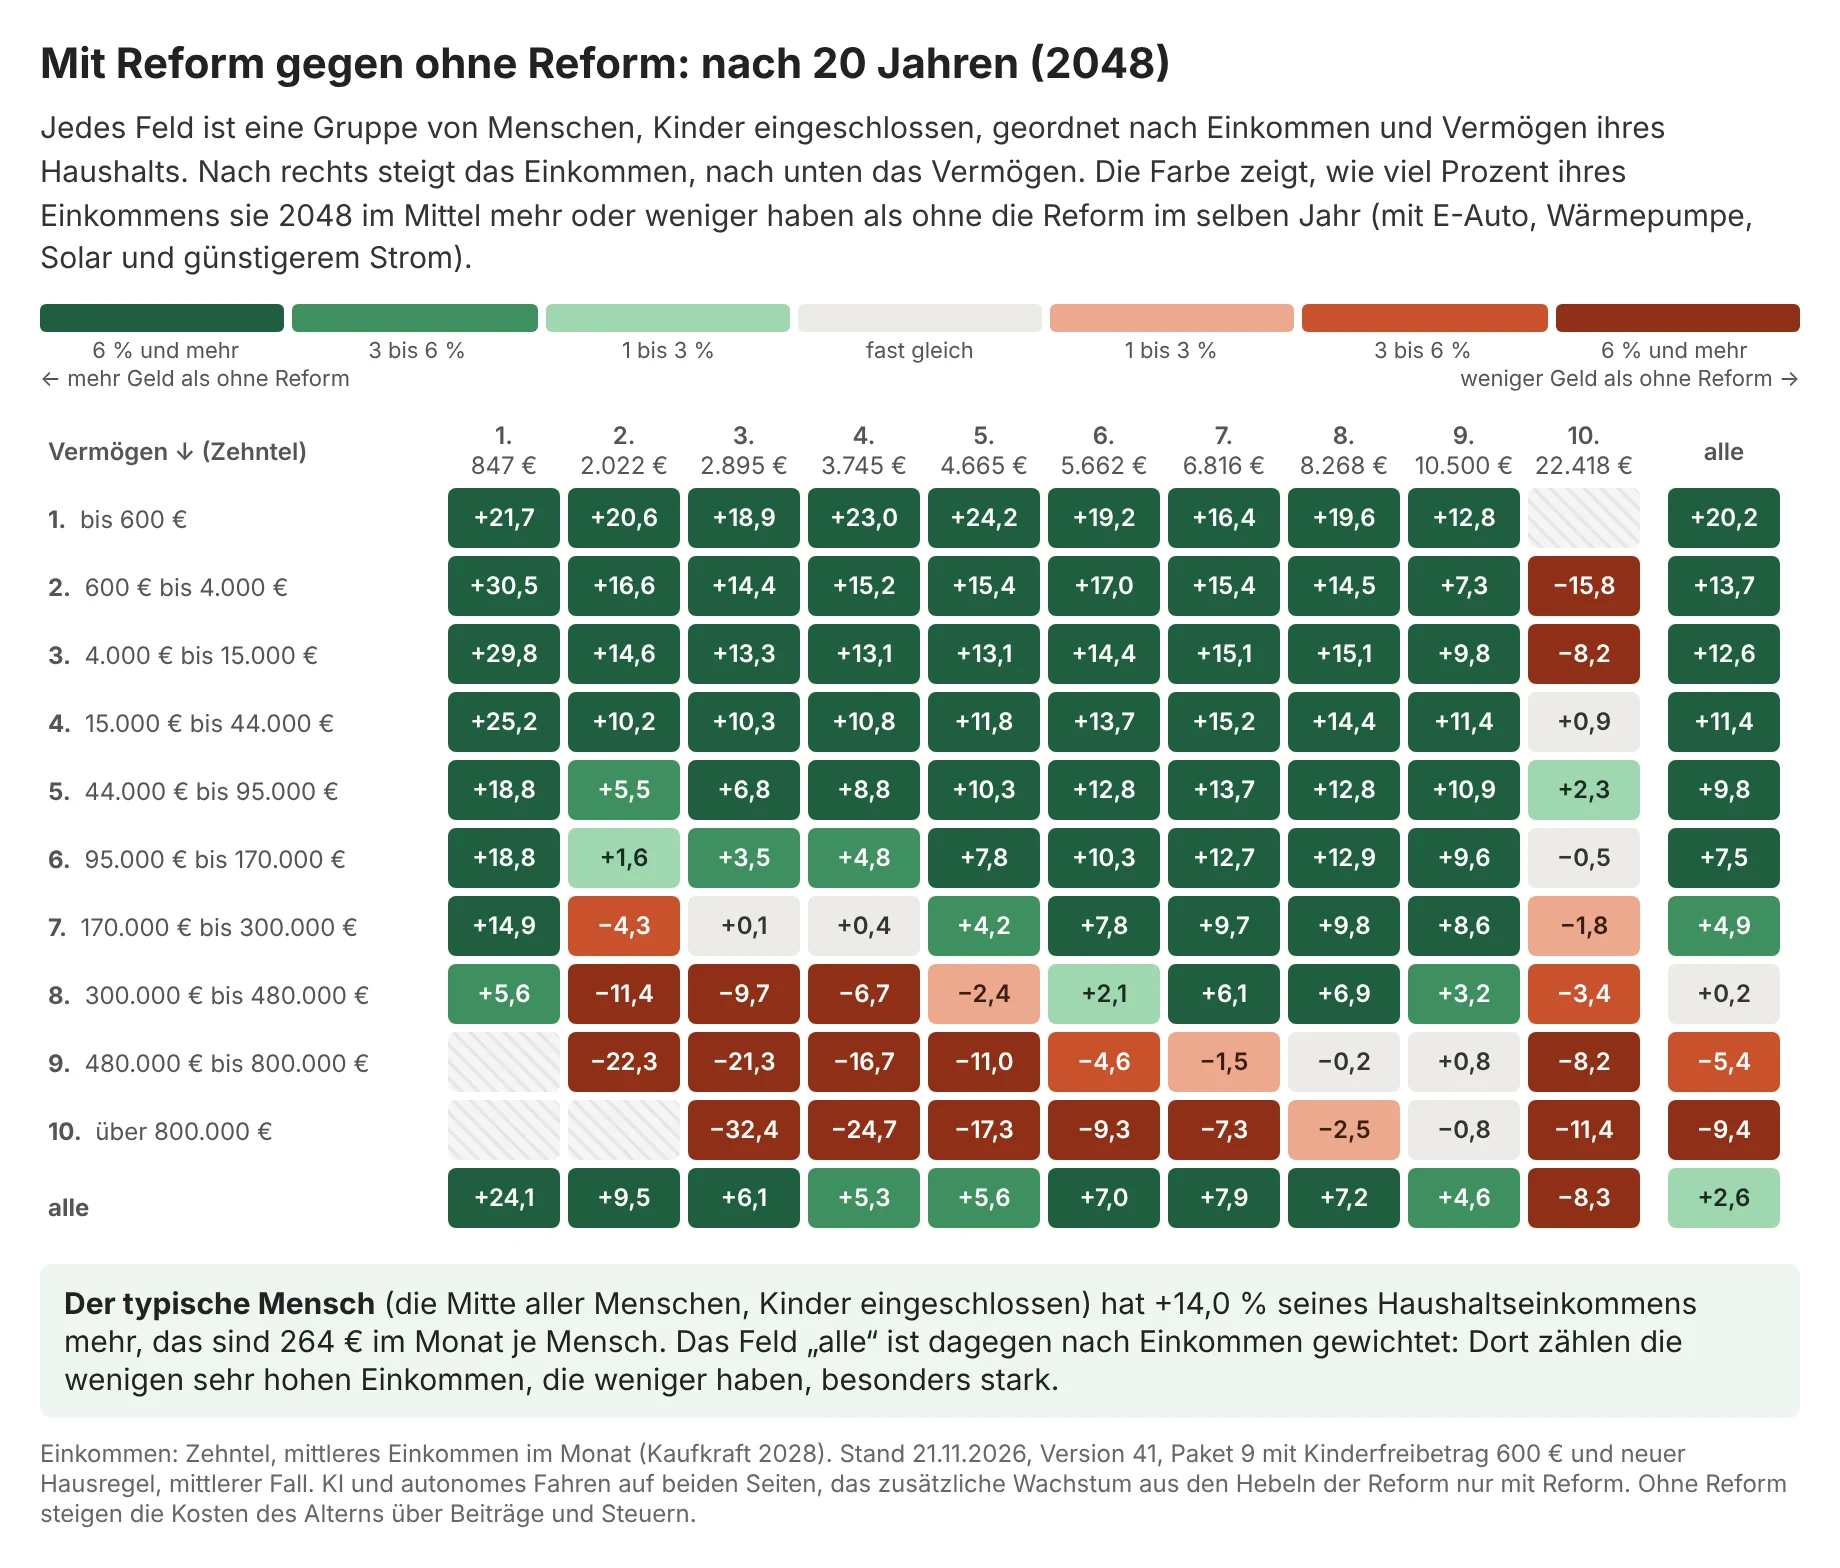 Mit Reform gegen ohne Reform: nach 20 Jahren (2048)
Jedes Feld ist eine Gruppe von Menschen, Kinder eingeschlossen, geordnet nach Einkommen und Vermögen ihres
Haushalts. Nach rechts steigt das Einkommen, nach unten das Vermögen. Die Farbe zeigt, wie viel Prozent ihres
Einkommens sie 2048 im Mittel mehr oder weniger haben als ohne die Reform im selben Jahr (mit E-Auto, Wärmepumpe,
Solar und günstigerem Strom).
6 % und mehr 3 bis 6 % 1 bis 3 % fast gleich 1 bis 3 % 3 bis 6 % 6 % und mehr
← mehr Geld als ohne Reform weniger Geld als ohne Reform →
Vermögen ↓ (Zehntel) 1. 2. 3. 4. 5. 6. 7. 8. 9. 10. alle
847 € 2.022 € 2.895 € 3.745 € 4.665 € 5.662 € 6.816 € 8.268 € 10.500 € 22.418 €
1. bis 600 € +21,7 +20,6 +18,9 +23,0 +24,2 +19,2 +16,4 +19,6 +12,8 +20,2
2. 600 € bis 4.000 € +30,5 +16,6 +14,4 +15,2 +15,4 +17,0 +15,4 +14,5 +7,3 −15,8 +13,7
3. 4.000 € bis 15.000 € +29,8 +14,6 +13,3 +13,1 +13,1 +14,4 +15,1 +15,1 +9,8 −8,2 +12,6
4. 15.000 € bis 44.000 € +25,2 +10,2 +10,3 +10,8 +11,8 +13,7 +15,2 +14,4 +11,4 +0,9 +11,4
5. 44.000 € bis 95.000 € +18,8 +5,5 +6,8 +8,8 +10,3 +12,8 +13,7 +12,8 +10,9 +2,3 +9,8
6. 95.000 € bis 170.000 € +18,8 +1,6 +3,5 +4,8 +7,8 +10,3 +12,7 +12,9 +9,6 −0,5 +7,5
7. 170.000 € bis 300.000 € +14,9 −4,3 +0,1 +0,4 +4,2 +7,8 +9,7 +9,8 +8,6 −1,8 +4,9
8. 300.000 € bis 480.000 € +5,6 −11,4 −9,7 −6,7 −2,4 +2,1 +6,1 +6,9 +3,2 −3,4 +0,2
9. 480.000 € bis 800.000 € −22,3 −21,3 −16,7 −11,0 −4,6 −1,5 −0,2 +0,8 −8,2 −5,4
10. über 800.000 € −32,4 −24,7 −17,3 −9,3 −7,3 −2,5 −0,8 −11,4 −9,4
alle +24,1 +9,5 +6,1 +5,3 +5,6 +7,0 +7,9 +7,2 +4,6 −8,3 +2,6
Der typische Mensch (die Mitte aller Menschen, Kinder eingeschlossen) hat +14,0 % seines Haushaltseinkommens
mehr, das sind 264 € im Monat je Mensch. Das Feld „alle“ ist dagegen nach Einkommen gewichtet: Dort zählen die
wenigen sehr hohen Einkommen, die weniger haben, besonders stark.
Einkommen: Zehntel, mittleres Einkommen im Monat (Kaufkraft 2028). Stand 21.11.2026, Version 41, Paket 9 mit Kinderfreibetrag 600 € und neuer
Hausregel, mittlerer Fall. KI und autonomes Fahren auf beiden Seiten, das zusätzliche Wachstum aus den Hebeln der Reform nur mit Reform. Ohne Reform
steigen die Kosten des Alterns über Beiträge und Steuern.